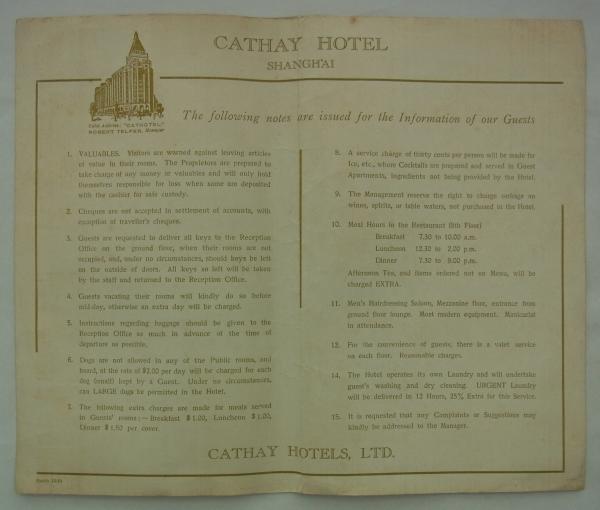 CATHAY HOTEL
SHANGHAI
Cable Address: "CATHOTEL"
ROBERT TELFER, Manager
The following notes are issued for the Information of our Guests
1. VALUABLES. Visitors are warned against leaving articles
of value in their rooms. The Proprietors are prepared to
take charge of any money or valuables and will only hold
themselves responsible for loss when same are deposited
with the cashier for safe custody.
2. Cheques are not accepted in settlement of accounts, with
exception of traveller's cheques.
3. Guests are requested to deliver all keys to the Reception
Office on the ground floor, when their rooms are not
occupied, and, under no circumstances, should keys be left
on the outside of doors. All keys so left will be taken
by the staff and returned to the Reception Office.
4. Guests vacating their rooms will kindly do so before
mid-day, otherwise an extra day will be charged.
5. Instructions regarding baggage should be given to the
Reception Office as much in advance of the time of
departure as possible.
6. Dogs are not allowed in any of the Public rooms, and
board, at the rate of $2.00 per day will be charged for each
dog (small) kept by a Guest. Under no circumstances,
can LARGE dogs be permitted in the Hotel.
7. The following extra charges are made for meals served
in Guests' rooms:— Breakfast $1.00, Luncheon $1.00,
Dinner $1.50 per cover.
8. A service charge of thirty cents per person will be made for
Ice, etc., where Cocktails are prepared and served in Guest
Apartments, ingredients not being provided by the Hotel.
9. The Management reserve the right to charge corkage on
wines, spirits, or table waters, not purchased in the Hotel.
10. Meal Hours in the Restaurant (8th Floor)
Breakfast 7.30 to 10.00 a.m.
Luncheon 12.30 to 2.00 p.m.
Dinner 7.30 to 9.00 p.m.
Afternoon Tea, and items ordered not on Menu, will be
charged EXTRA.
11. Men's Hairdressing Saloon, Mezzanine floor, entrance from
ground floor lounge. Most modern equipment. Manicurist
in attendance.
12. For the convenience of guests, there is a valet service
on each floor. Reasonable charges.
14. The Hotel operates its own Laundry and will undertake
guest's washing and dry cleaning. URGENT Laundry
will be delivered in 12 Hours, 25% Extra for this Service.
15. It is requested that any Complaints or Suggestions may
kindly be addressed to the Manager.
CATHAY HOTELS, LTD.